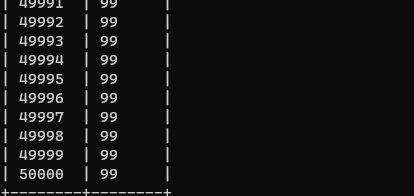 | 49991 | 99 |
| 49992 | 99 |
| 49993 | 99 |
| 49994 | 99 |
| 49995 | 99 |
| 49996 | 99 |
| 49997 | 99 |
| 49998 | 99 |
| 49999 | 99 |
| 50000 | 99 |
+--------+--------+